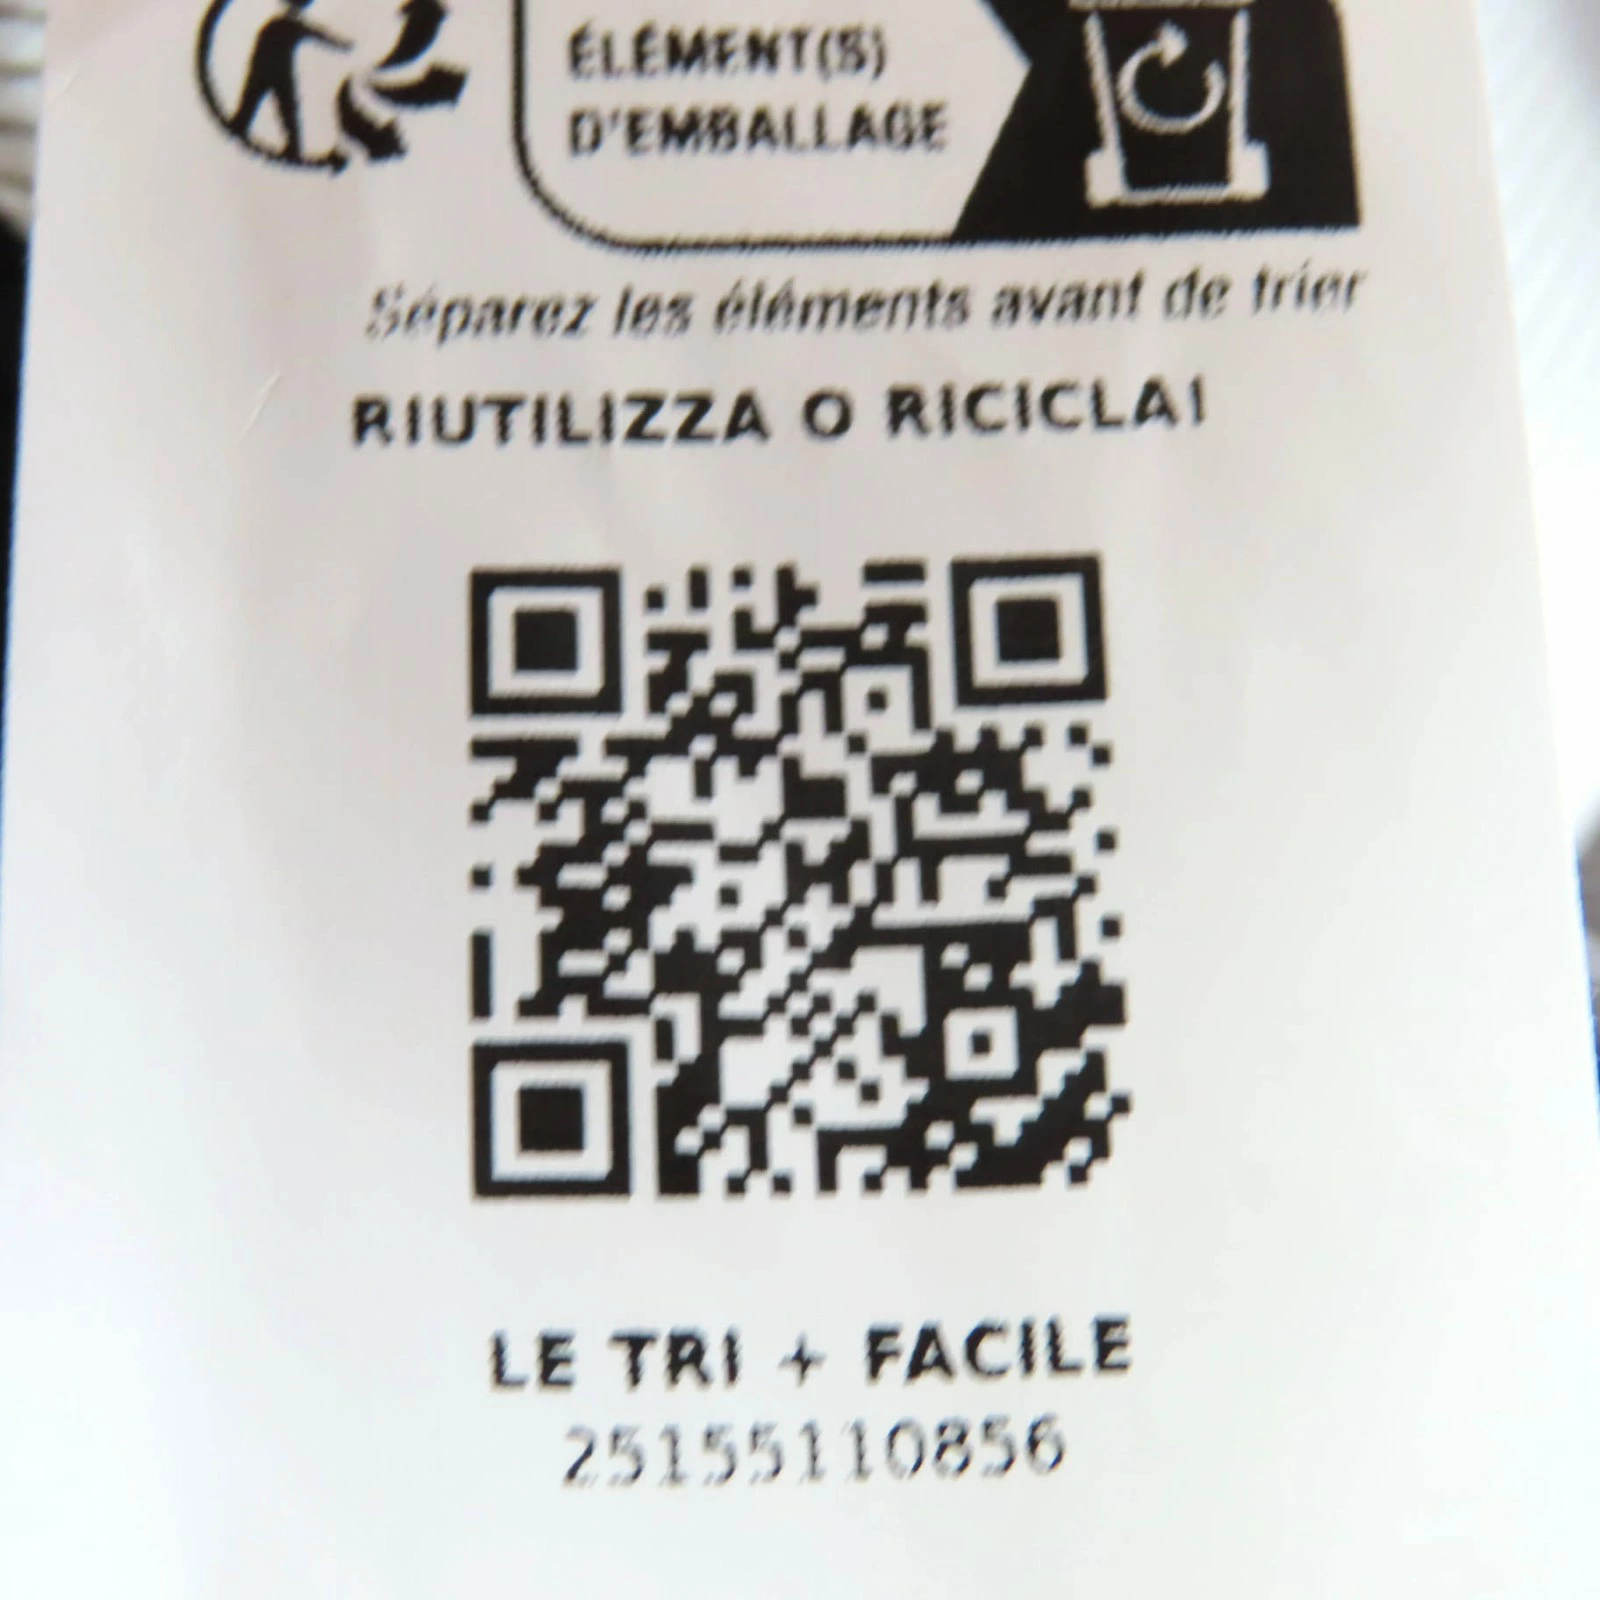 ÉLÉMENT(S)
D'EMBALLAGE
Séparez les éléments avant de trier
RIUTILIZZA O RICICLA!
LE TRI + FACILE
25155110856